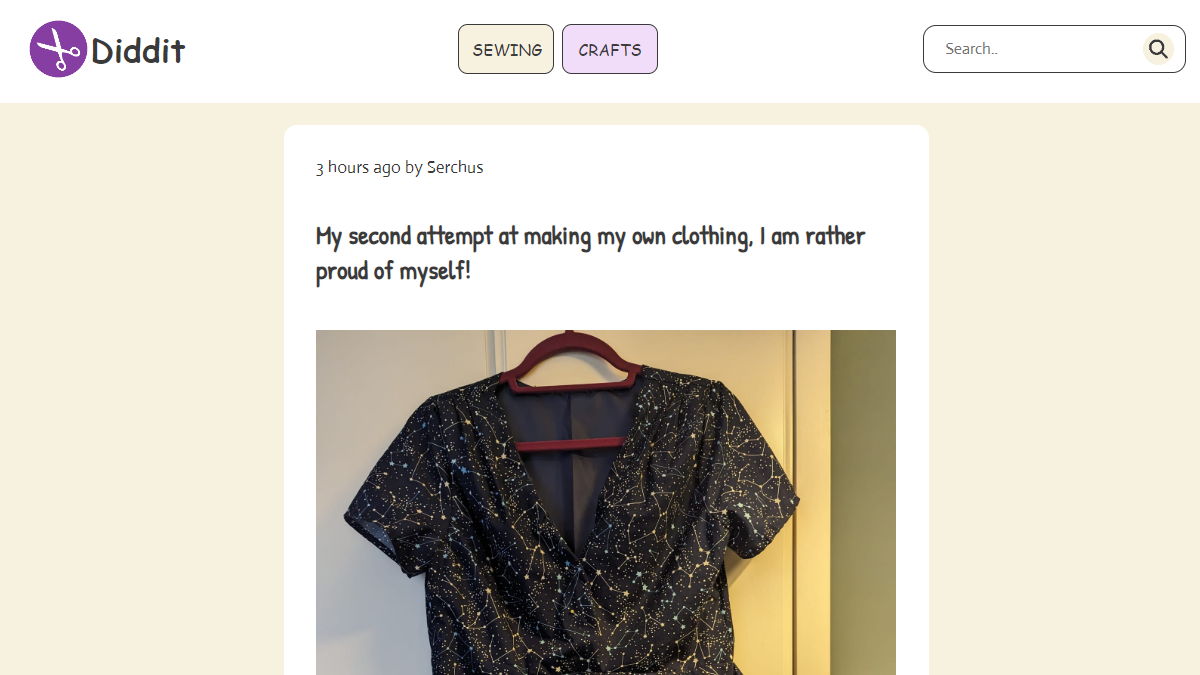 Diddit
SEWING
CRAFTS
Search..
3 hours ago by Serchus
My second attempt at making my own clothing, I am rather
proud of myself!